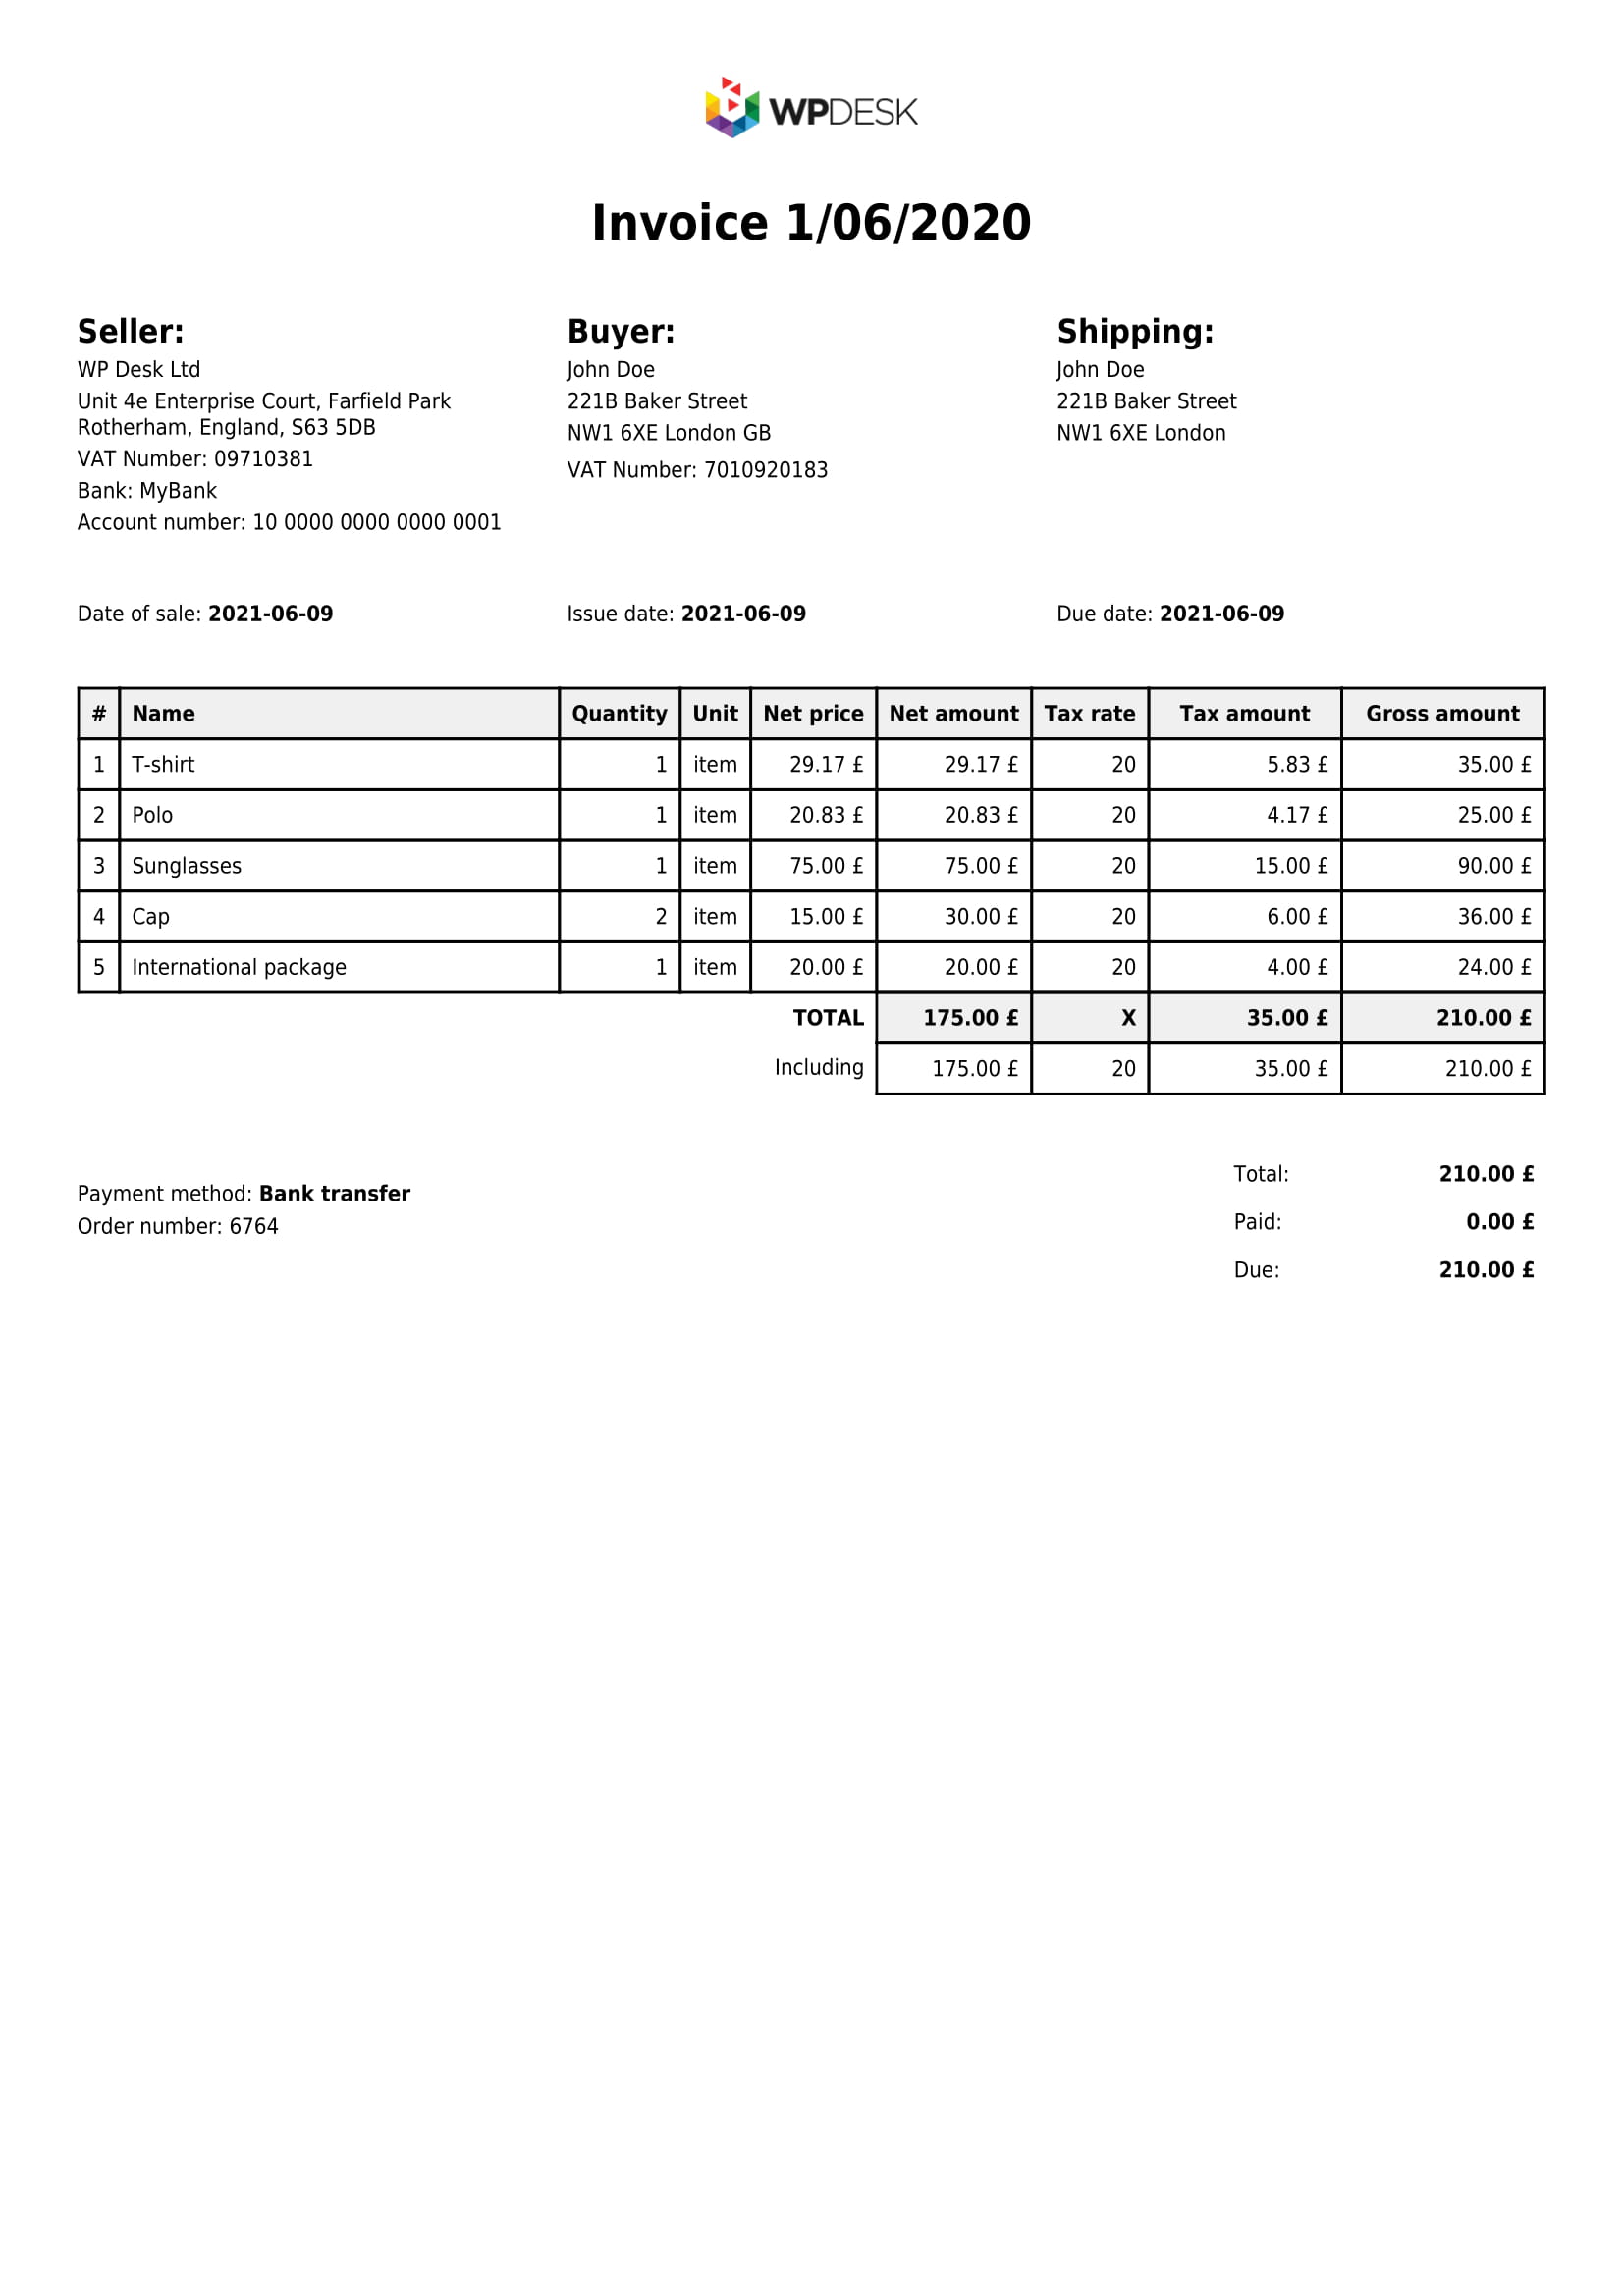 WPDESK
Invoice 1/06/2020
Seller:
WP Desk Ltd
Unit 4e Enterprise Court, Farfield Park
Rotherham, England, S63 5DB
VAT Number: 09710381
Bank: MyBank
Account number: 10 0000 0000 0000 0001
Buyer:
John Doe
221B Baker Street
NW1 6XE London GB
VAT Number: 7010920183
Shipping:
John Doe
221B Baker Street
NW1 6XE London
Date of sale: 2021-06-09
Issue date: 2021-06-09
Due date: 2021-06-09
# Name Quantity Unit Net price Net amount Tax rate Tax amount Gross amount
1 T-shirt 1 item 29.17 £ 29.17 £ 20 5.83 £ 35.00 £
2 Polo 1 item 20.83 £ 20.83 £ 20 4.17 £ 25.00 £
3 Sunglasses 1 item 75.00 £ 75.00 £ 20 15.00 £ 90.00 £
4 Cap 2 item 15.00 £ 30.00 £ 20 6.00 £ 36.00 £
5 International package 1 item 20.00 £ 20.00 £ 20 4.00 £ 24.00 £
TOTAL 175.00 £ X 35.00 £ 210.00 £
Including 175.00 £ 20 35.00 £ 210.00 £
Payment method: Bank transfer
Order number: 6764
Total: 210.00 £
Paid: 0.00 £
Due: 210.00 £